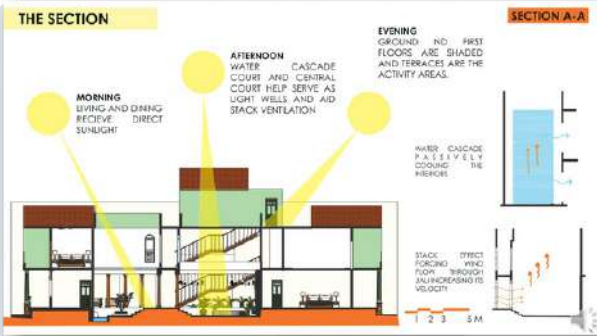 THE SECTION
SECTION A-A
MORNING
LIVING AND DINING
RECIEVE DIRECT
SUNLIGHT
AFTERNOON
WATER CASCADE
COURT AND CENTRAL
COURT HELP SERVE AS
LIGHT WELLS AND AID
STACK VENTILATION
EVENING
GROUND NO FIRST
FLOORS ARE SHADED
AND TERRACES ARE THE
ACTIVITY AREAS.
WATER CASCADE
PASSIVELY
COOLING THE
INTERIORS
STACK EFFECT
FORCING WIND
FLOW THROUGH
JALI INCREASING ITS
VELOCITY
1 2 3 5 M